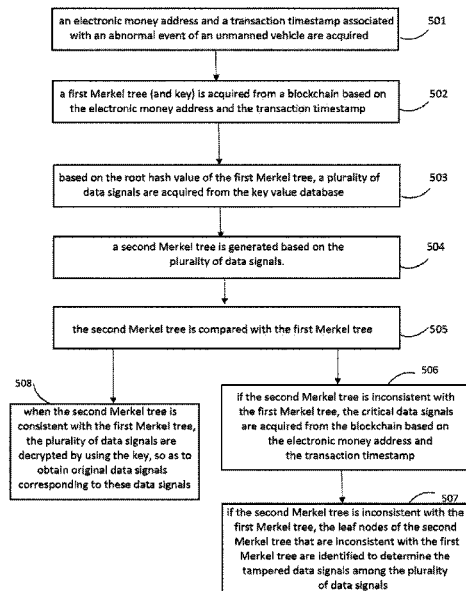 an electronic money address and a transaction timestamp associated
with an abnormal event of an unmanned vehicle are acquired
501
a first Merkel tree (and key) is acquired from a blockchain based on
the electronic money address and the transaction timestamp
502
based on the root hash value of the first Merkel tree, a plurality of
data signals are acquired from the key value database
503
a second Merkel tree is generated based on the
plurality of data signals.
504
the second Merkel tree is compared with the first Merkel tree
505
508
when the second Merkel tree is
consistent with the first Merkel tree,
the plurality of data signals are
decrypted by using the key, so as to
obtain original data signals
corresponding to these data signals
506
if the second Merkel tree is inconsistent with
the first Merkel tree, the critical data signals
are acquired from the blockchain based on
the electronic money address and
the transaction timestamp
507
if the second Merkel tree is inconsistent with the
first Merkel tree, the leaf nodes of the second
Merkel tree that are inconsistent with the first
Merkel tree are identified to determine the
tampered data signals among the plurality
of data signals